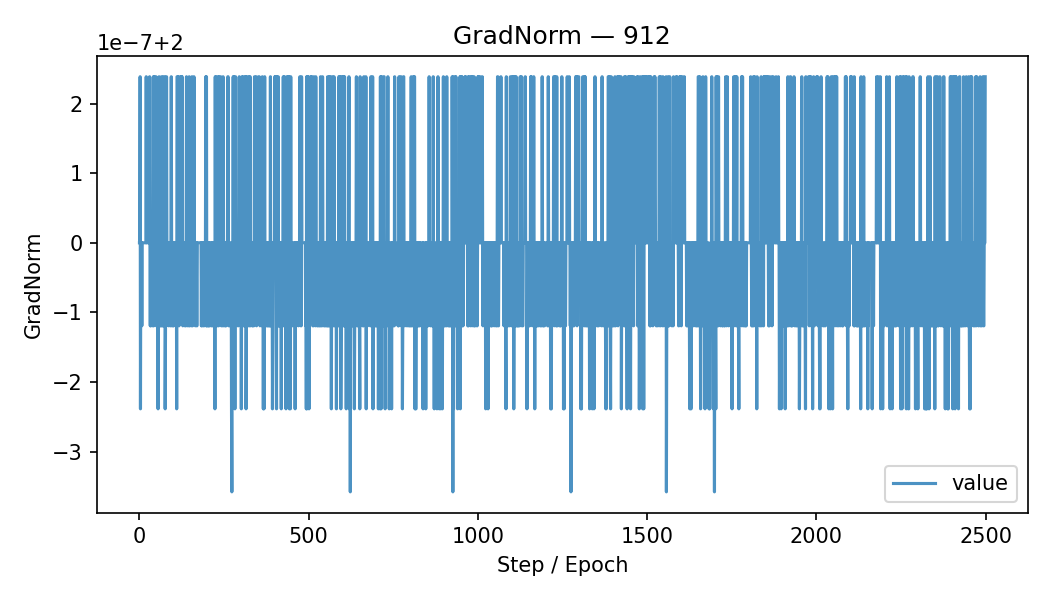 GradNorm — 912
1e−7+2
2
1
0
−1
−2
−3
GradNorm
0 500 1000 1500 2000 2500
Step / Epoch
value